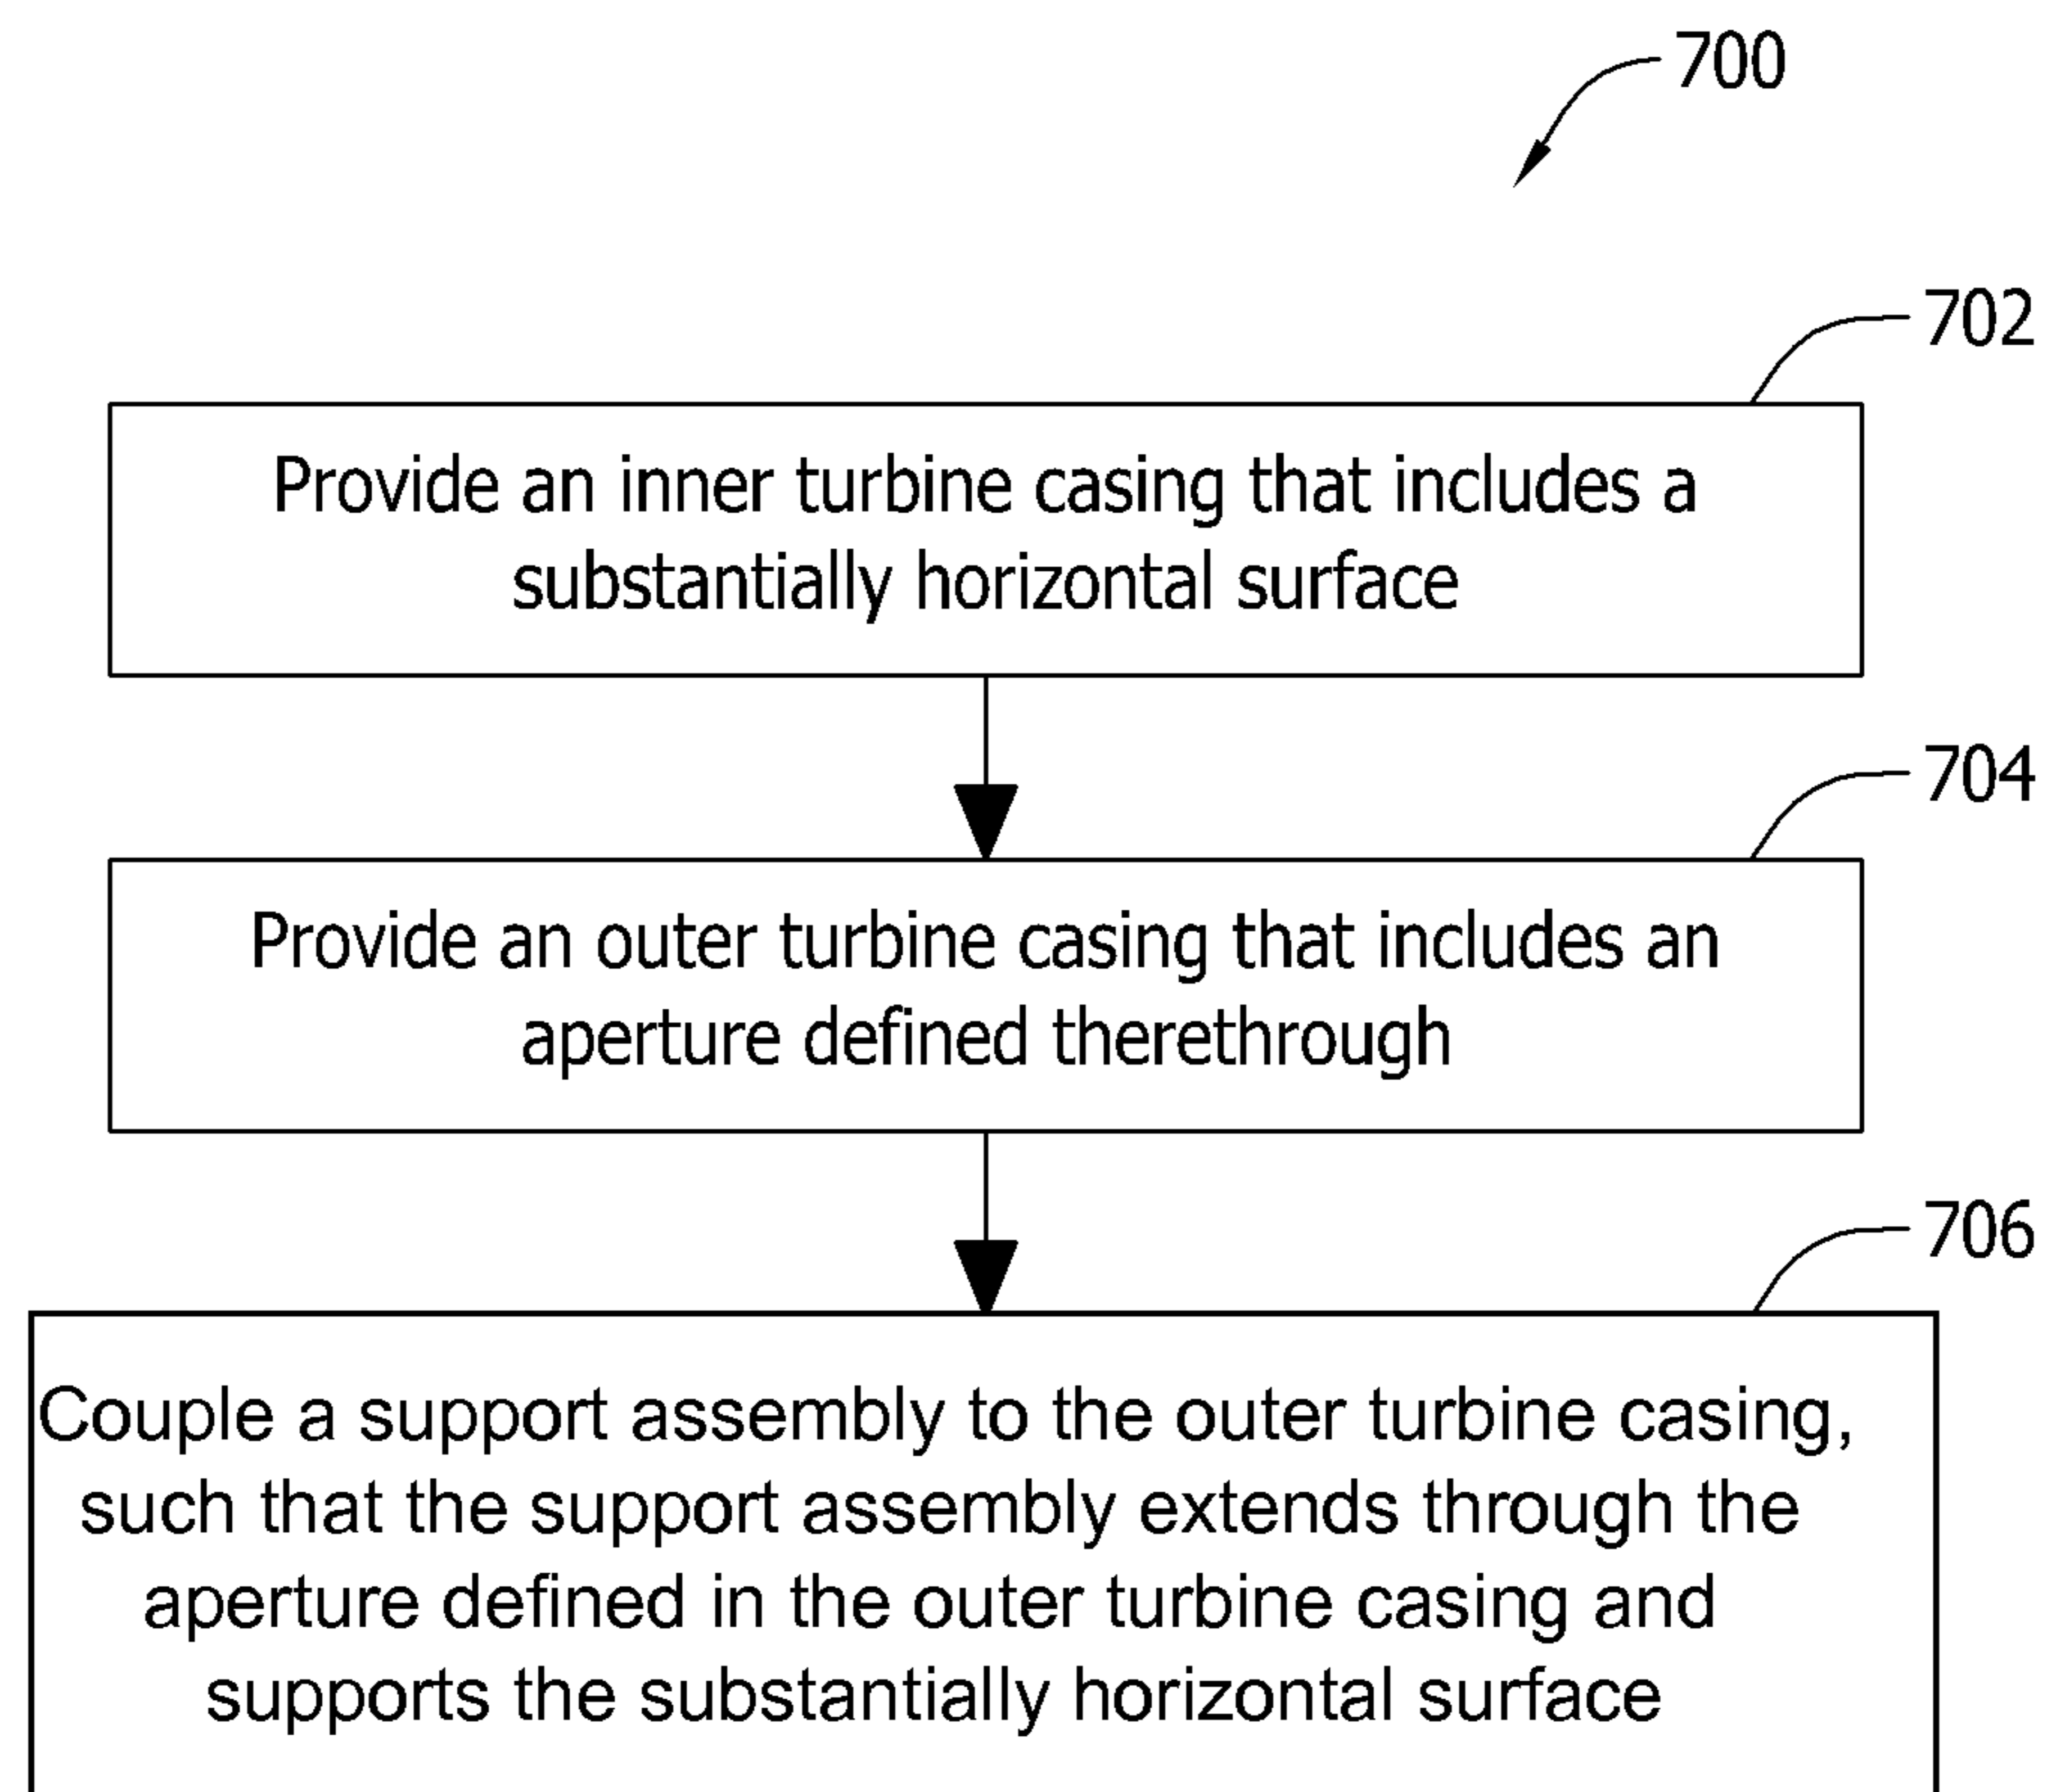 700
702
Provide an inner turbine casing that includes a
substantially horizontal surface
704
Provide an outer turbine casing that includes an
aperture defined therethrough
706
Couple a support assembly to the outer turbine casing,
such that the support assembly extends through the
aperture defined in the outer turbine casing and
supports the substantially horizontal surface